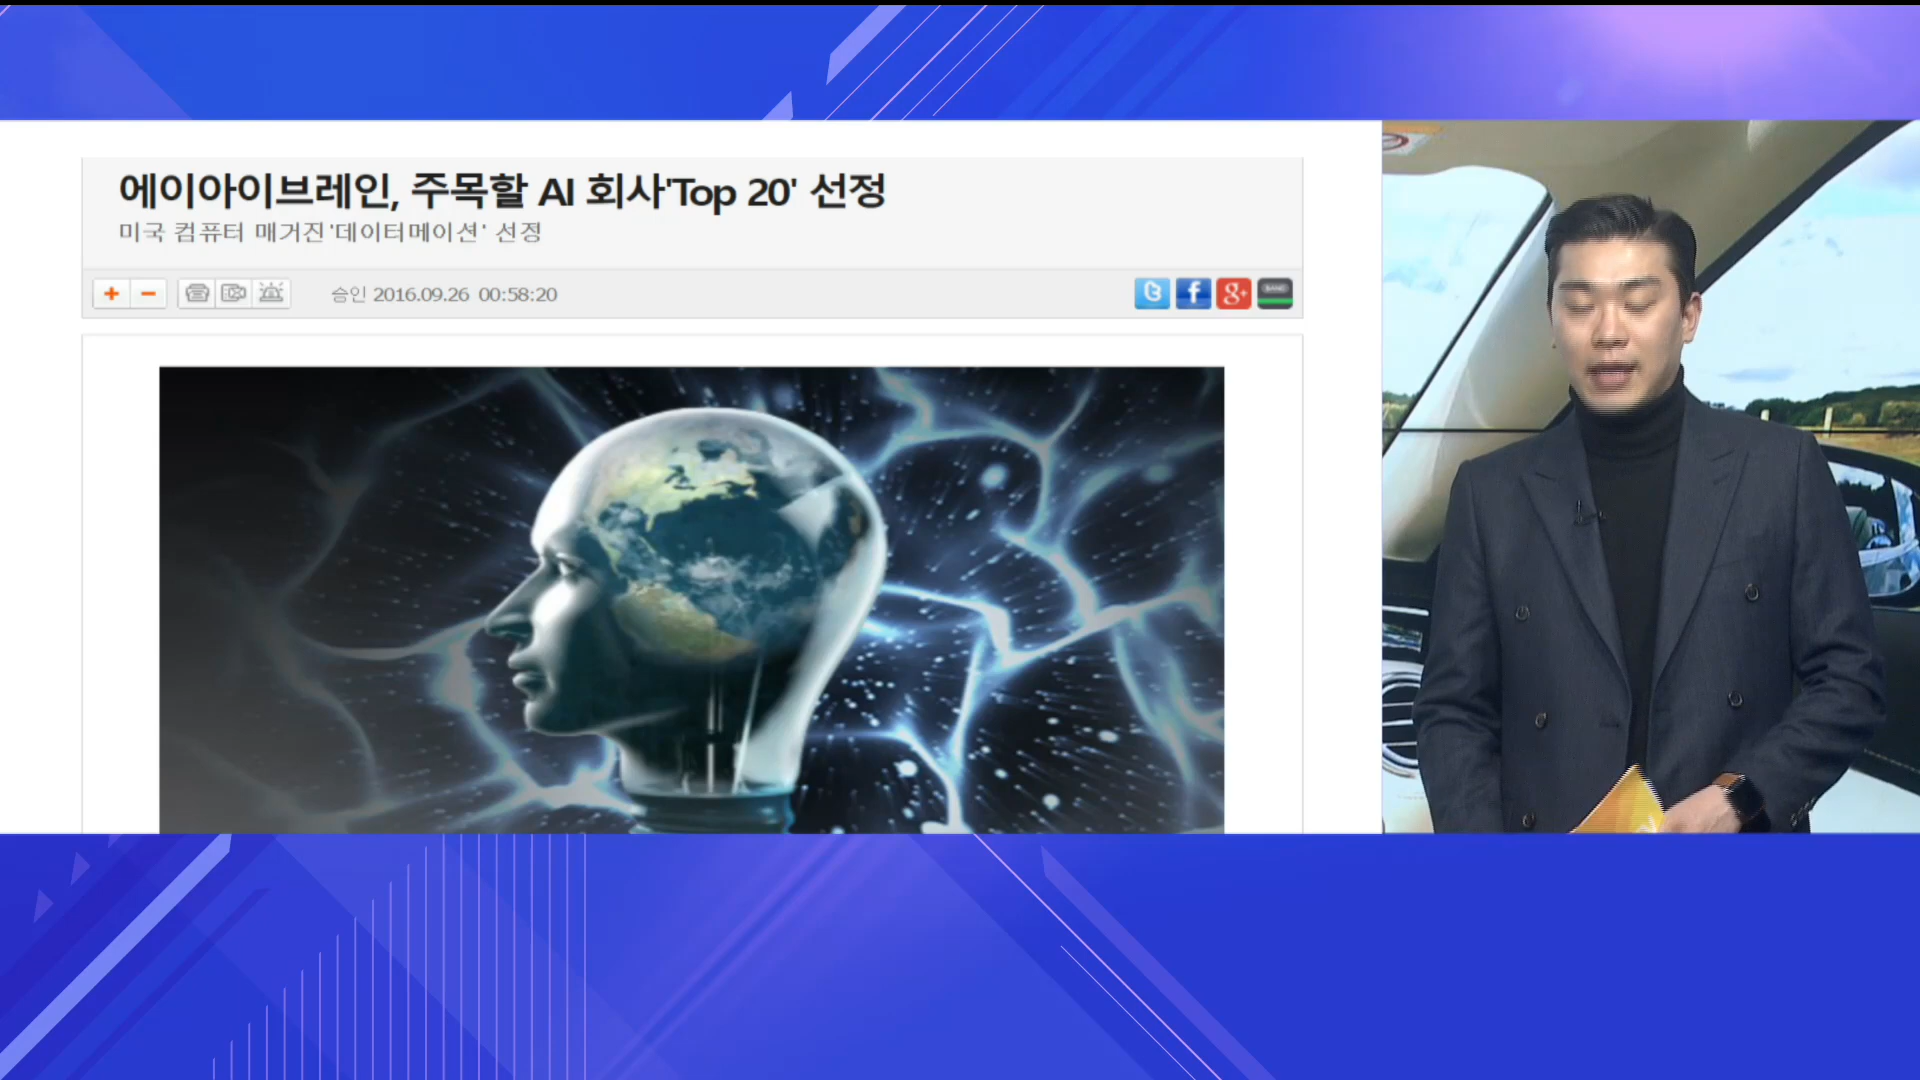 에이아이브레인, 주목할 AI 회사'Top 20' 선정
미국 컴퓨터 매거진'데이터메이션' 선정
승인 2016.09.26 00:58:20
BAND